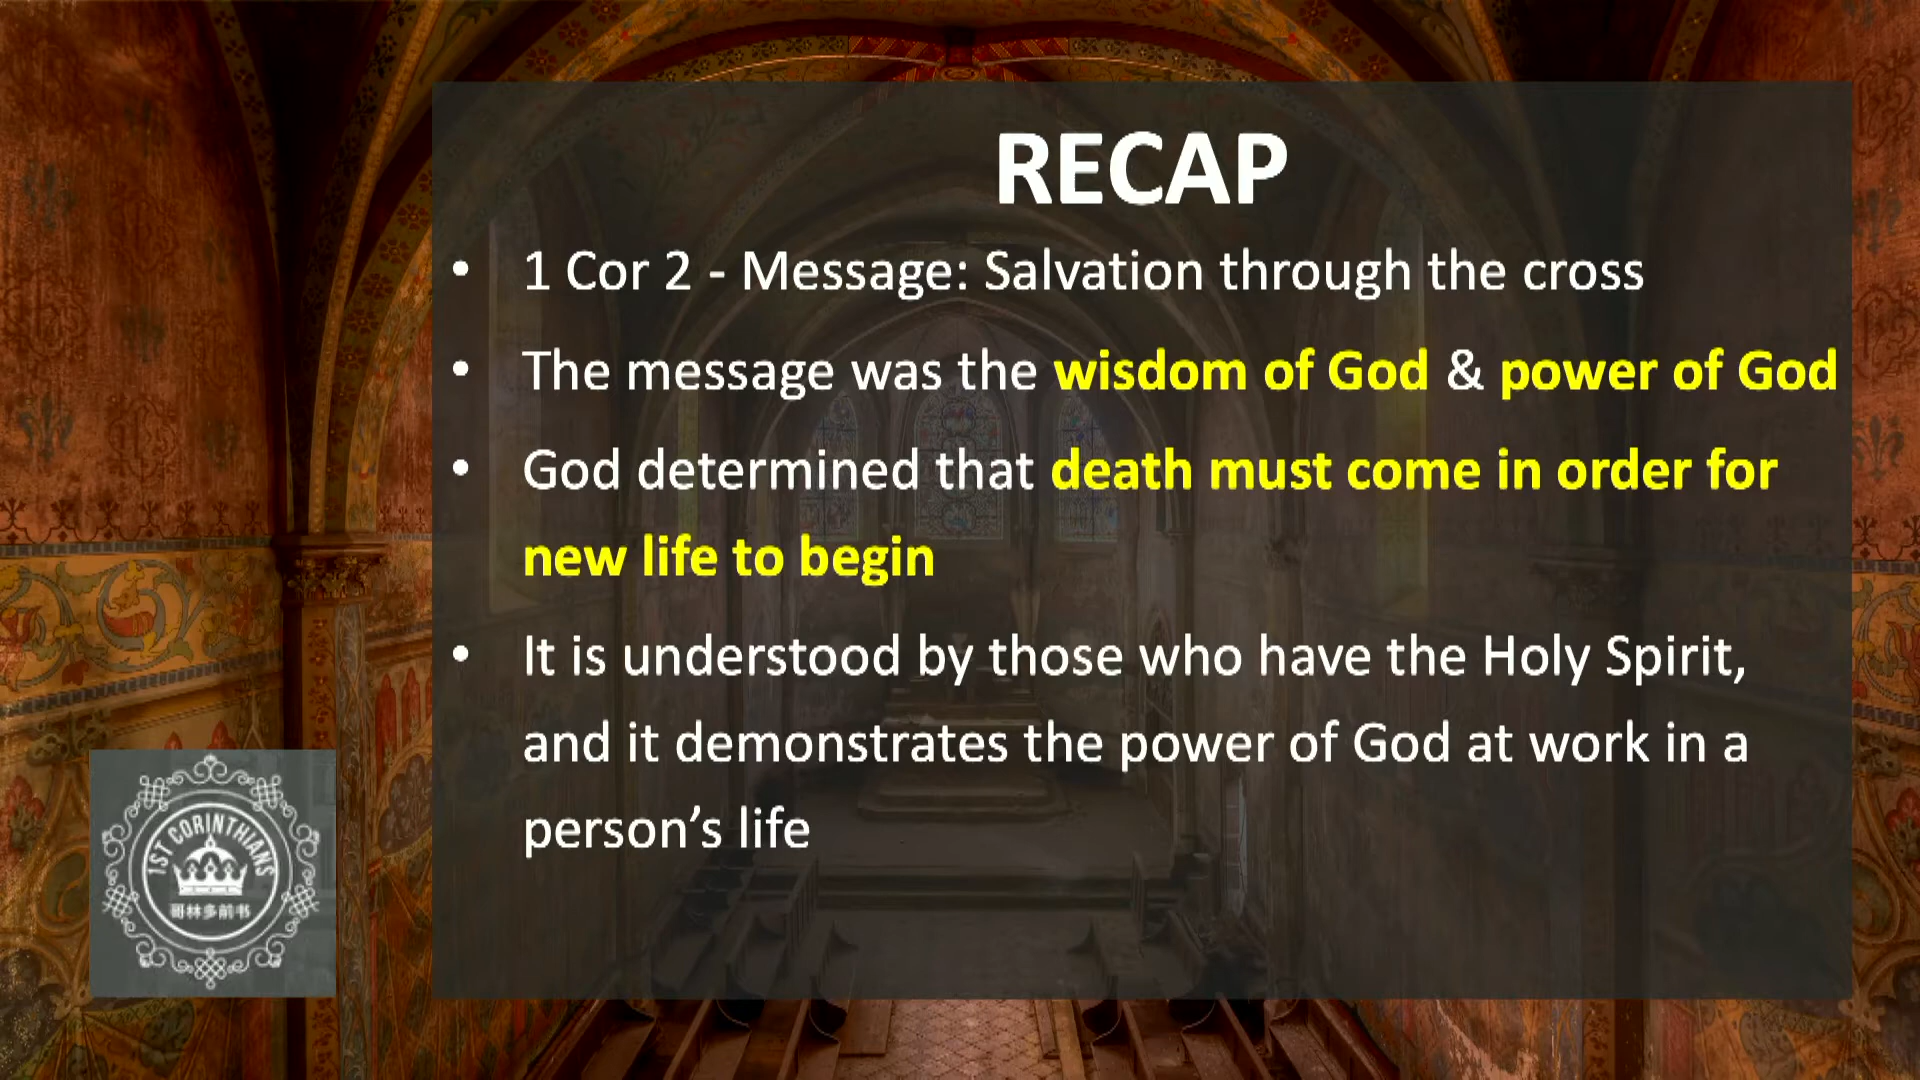 RECAP
• 1 Cor 2 - Message: Salvation through the cross
• The message was the wisdom of God & power of God
• God determined that death must come in order for
new life to begin
• It is understood by those who have the Holy Spirit,
and it demonstrates the power of God at work in a
person’s life
1ST CORINTHIANS
哥林多前书